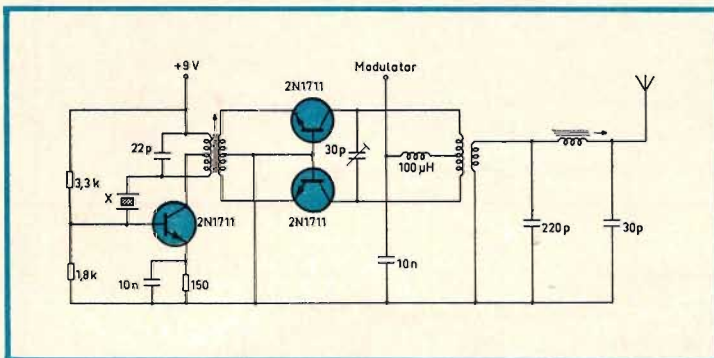 +9V
2N1711
Modulator
22p
30p
100µH
3,3k
X
2N1711
2N1711
220p
30p
1,8k
10n
150
10n